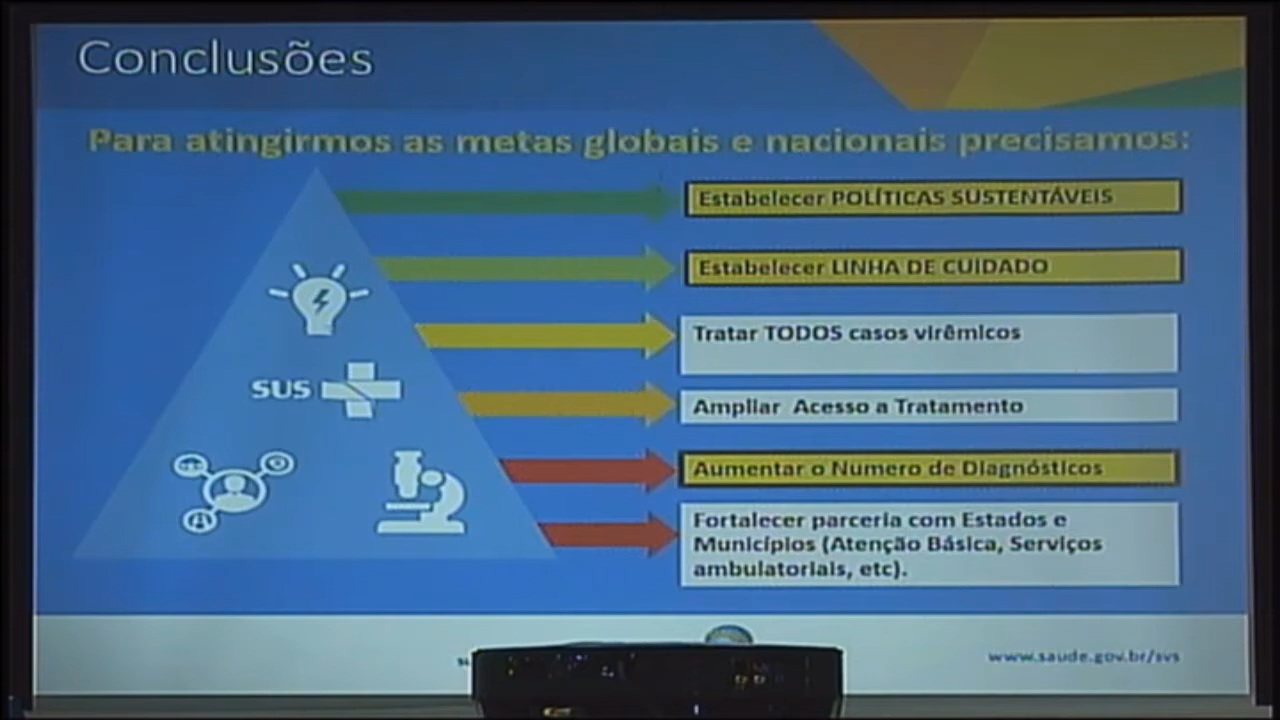 Conclusões
Para atingirmos as metas globais e nacionais precisamos:
Estabelecer POLÍTICAS SUSTENTÁVEIS
Estabelecer LINHA DE CUIDADO
Tratar TODOS casos virêmicos
SUS
Ampliar Acesso a Tratamento
Aumentar o Numero de Diagnósticos
Fortalecer parceria com Estados e
Municípios (Atenção Básica, Serviços
ambulatoriais, etc).
www.saude.gov.br/svs